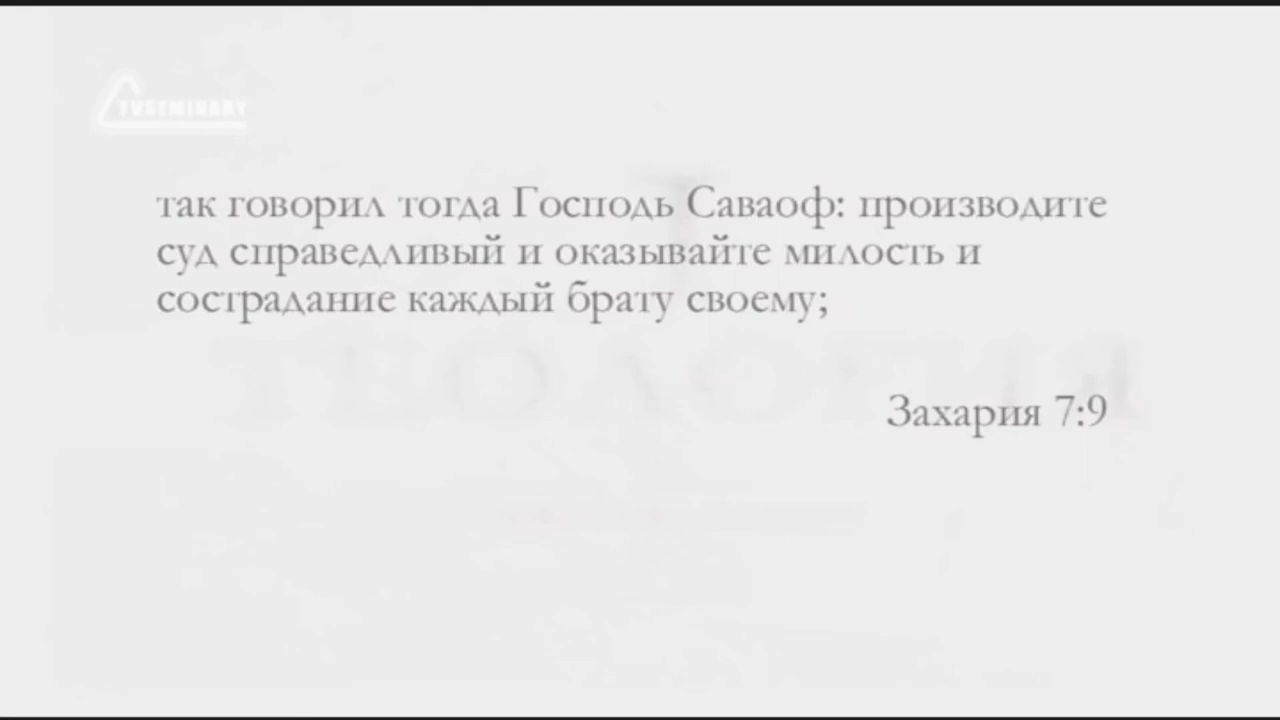 TVSEMINARY
так говорил тогда Господь Саваоф: производите
суд справедливый и оказывайте милость и
сострадание каждый брату своему;
Захария 7:9